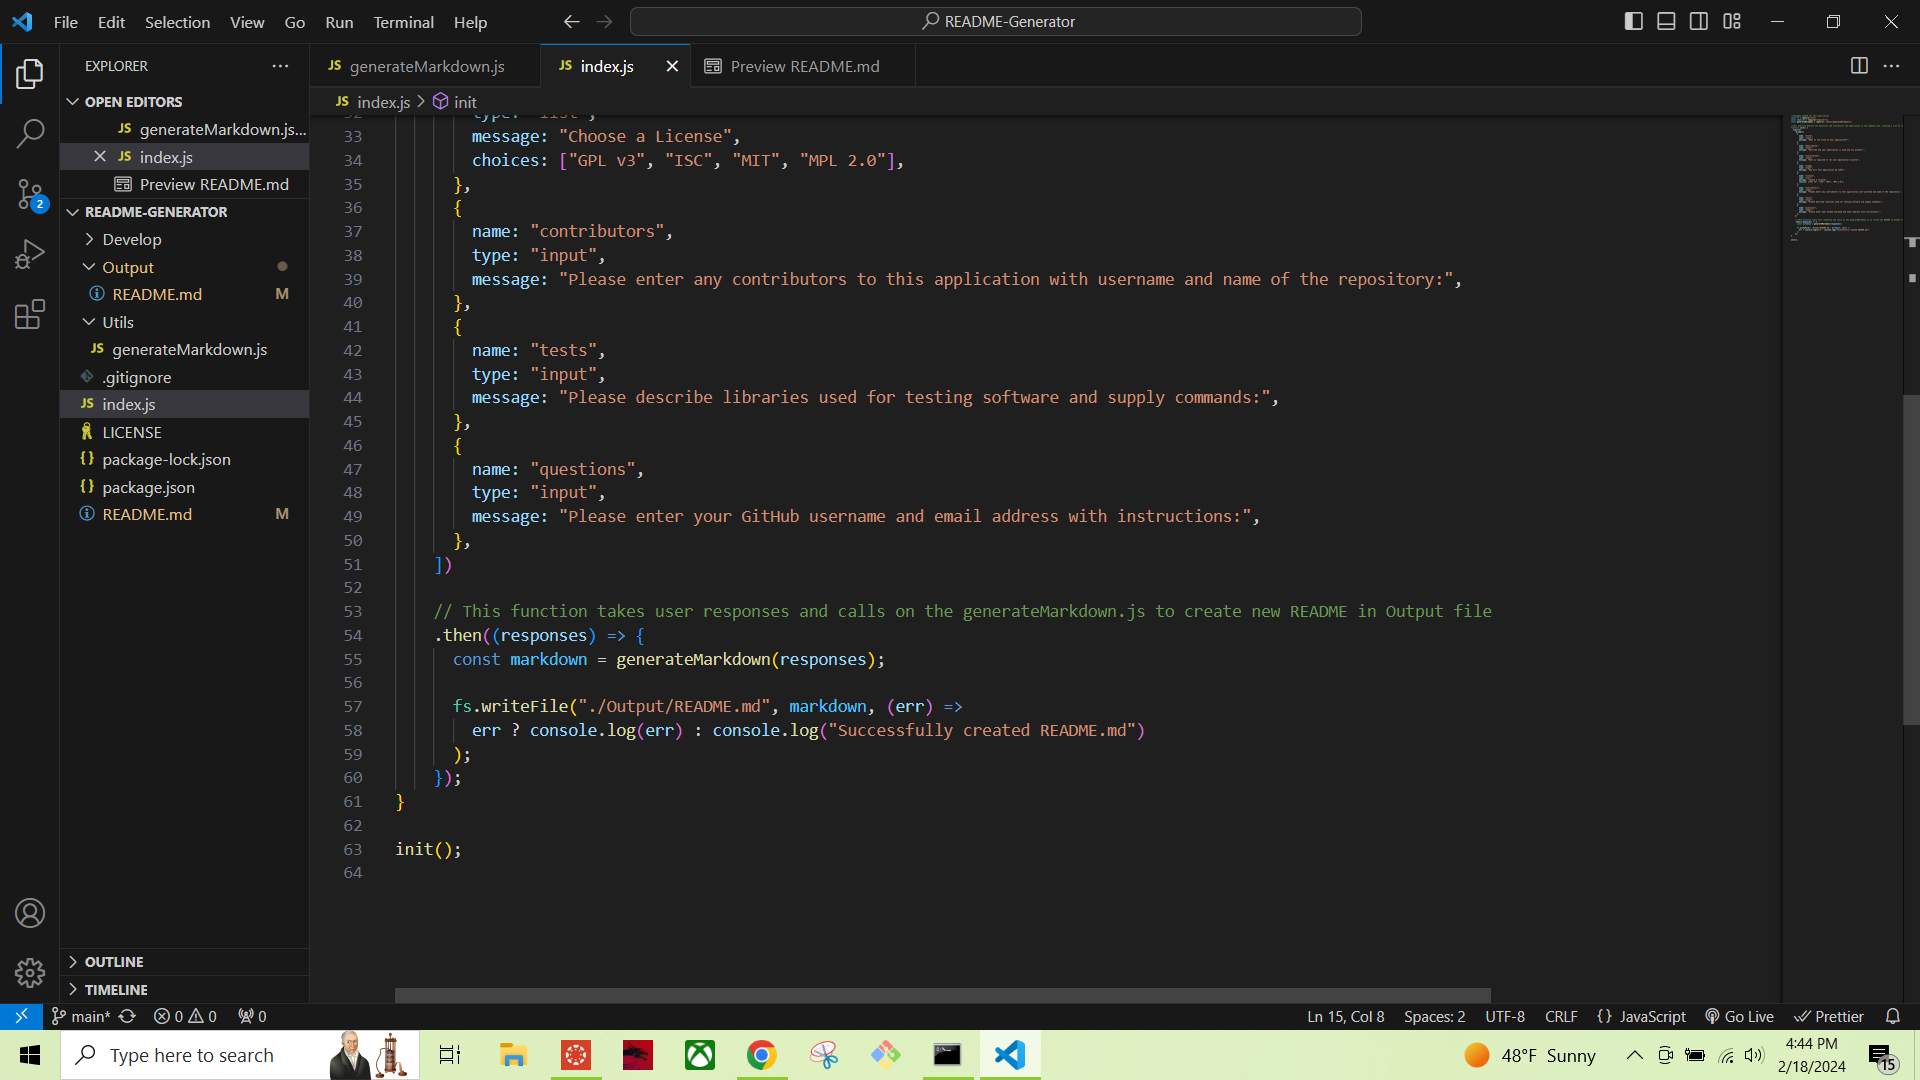 File Edit Selection View Go Run Terminal Help
README-Generator
EXPLORER
generateMarkdown.js
index.js
Preview README.md
OPEN EDITORS
generateMarkdown.js...
index.js
Preview README.md
2
README-GENERATOR
Develop
Output
README.md M
Utils
generateMarkdown.js
.gitignore
index.js
LICENSE
package-lock.json
package.json
README.md M
OUTLINE
TIMELINE
index.js > init
32 type: "list",
33 message: "Choose a License",
34 choices: ["GPL v3", "ISC", "MIT", "MPL 2.0"],
35 },
36 {
37 name: "contributors",
38 type: "input",
39 message: "Please enter any contributors to this application with username and name of the repository:",
40 },
41 {
42 name: "tests",
43 type: "input",
44 message: "Please describe libraries used for testing software and supply commands:",
45 },
46 {
47 name: "questions",
48 type: "input",
49 message: "Please enter your GitHub username and email address with instructions:",
50 },
51 ])
52
53 // This function takes user responses and calls on the generateMarkdown.js to create new README in Output file
54 .then((responses) => {
55 const markdown = generateMarkdown(responses);
56
57 fs.writeFile("./Output/README.md", markdown, (err) =>
58 err ? console.log(err) : console.log("Successfully created README.md")
59 );
60 });
61 }
62
63 init();
64
main* 0 0 0
Ln 15, Col 8 Spaces: 2 UTF-8 CRLF {} JavaScript Go Live Prettier
Type here to search
48°F Sunny
4:44 PM
2/18/2024
15